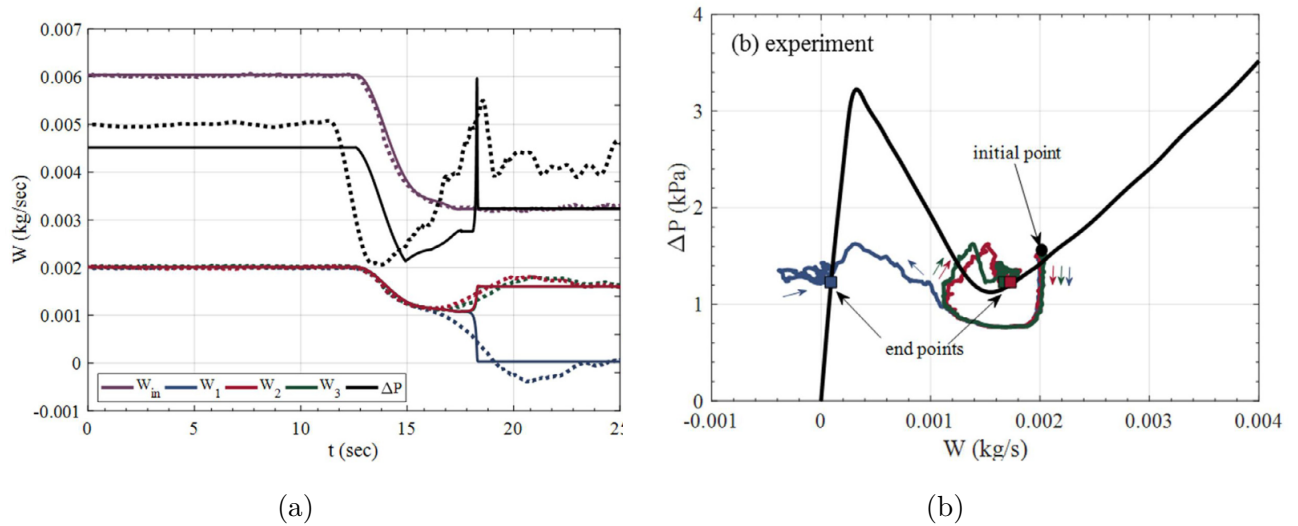 0.007
0.006
0.005
0.004
0.003
0.002
0.001
0
-0.001
W (kg/sec)
W_in W_1 W_2 W_3 ΔP
0 5 10 15 20 25
t (sec)
(a)
4
3
2
1
0
ΔP (kPa)
(b) experiment
initial point
end points
-0.001 0 0.001 0.002 0.003 0.004
W (kg/s)
(b)